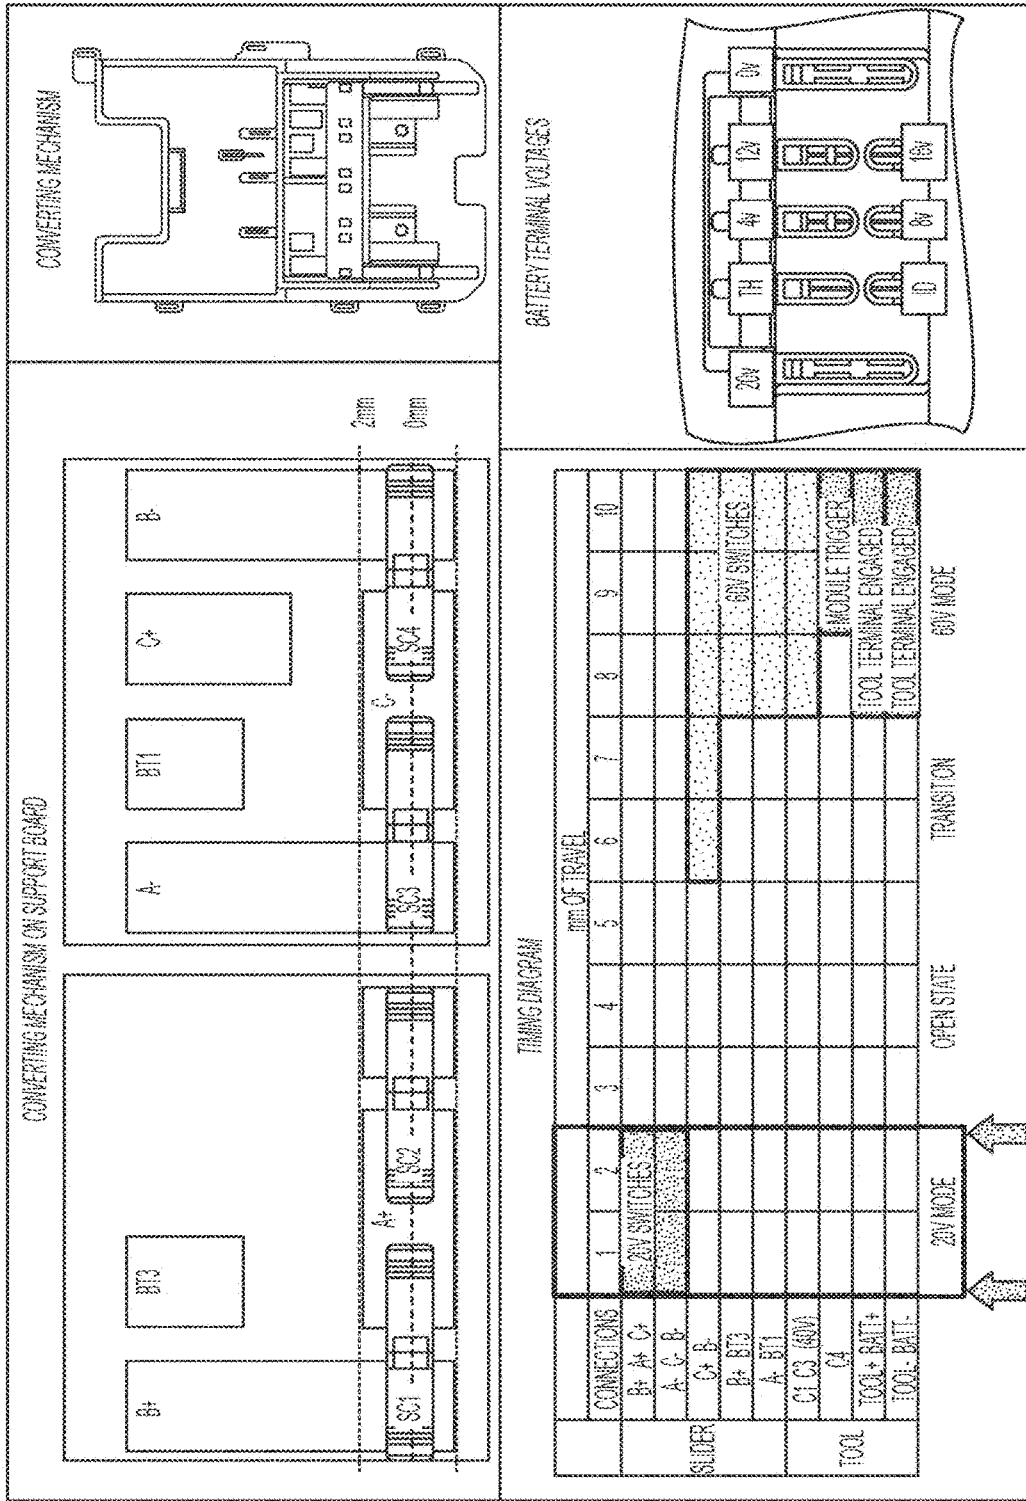 CONVERTING MECHANISM ON SUPPORT BOARD
B+
BT3
A+
SC1
SC2
A-
BT1
C+
B-
C-
SC3
SC4
2mm
0mm
CONVERTING MECHANISM
TIMING DIAGRAM
mm OF TRAVEL
CONNECTIONS 1 2 3 4 5 6 7 8 9 10
SLIDER
B+ A+ C+ 20V SWITCHES
A- C- B-
C+ B-
B+ BT3 60V SWITCHES
A- BT1
TOOL
C1 C3 (40V)
C4 MODULE TRIGGER
TOOL+ BATT+ TOOL TERMINAL ENGAGED
TOOL- BATT- TOOL TERMINAL ENGAGED
20V MODE OPEN STATE TRANSITION 60V MODE
BATTERY TERMINAL VOLTAGES
20v TH 4v 12v 0v
ID 8v 16v